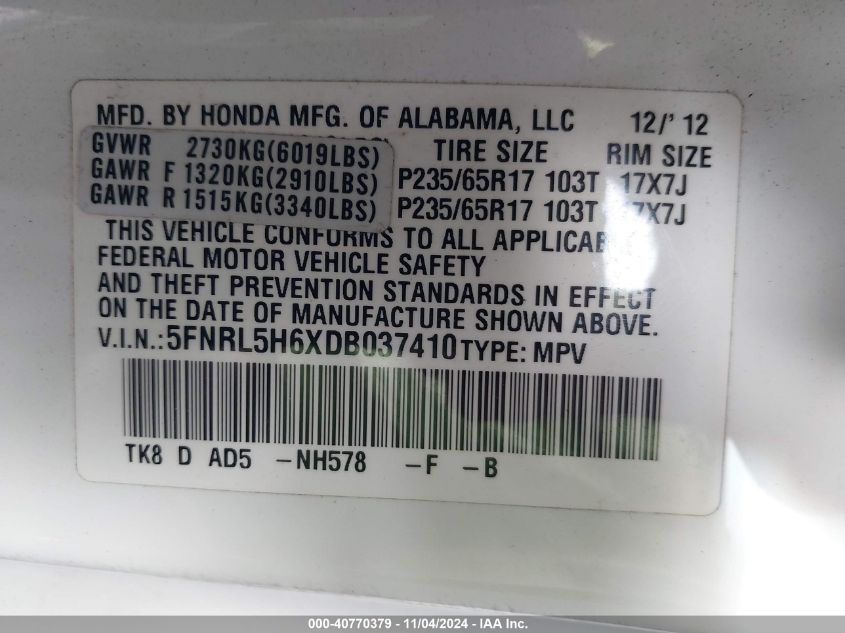 MFD. BY HONDA MFG. OF ALABAMA, LLC 12/'12
GVWR 2730KG(6019LBS) TIRE SIZE RIM SIZE
GAWR F 1320KG(2910LBS) P235/65R17 103T 17X7J
GAWR R 1515KG(3340LBS) P235/65R17 103T 17X7J
THIS VEHICLE CONFORMS TO ALL
FEDERAL MOTOR VEHICLE SAFETY
AND THEFT PREVENTION STANDARDS IN EFFECT
ON THE DATE OF MANUFACTURE SHOWN ABOVE.
V.I.N.:5FNRL5H6XDB037410 TYPE: MPV
TK8 D AD5 -NH578 -F -B
000-40770379 - 11/04/2024 - IAA Inc.